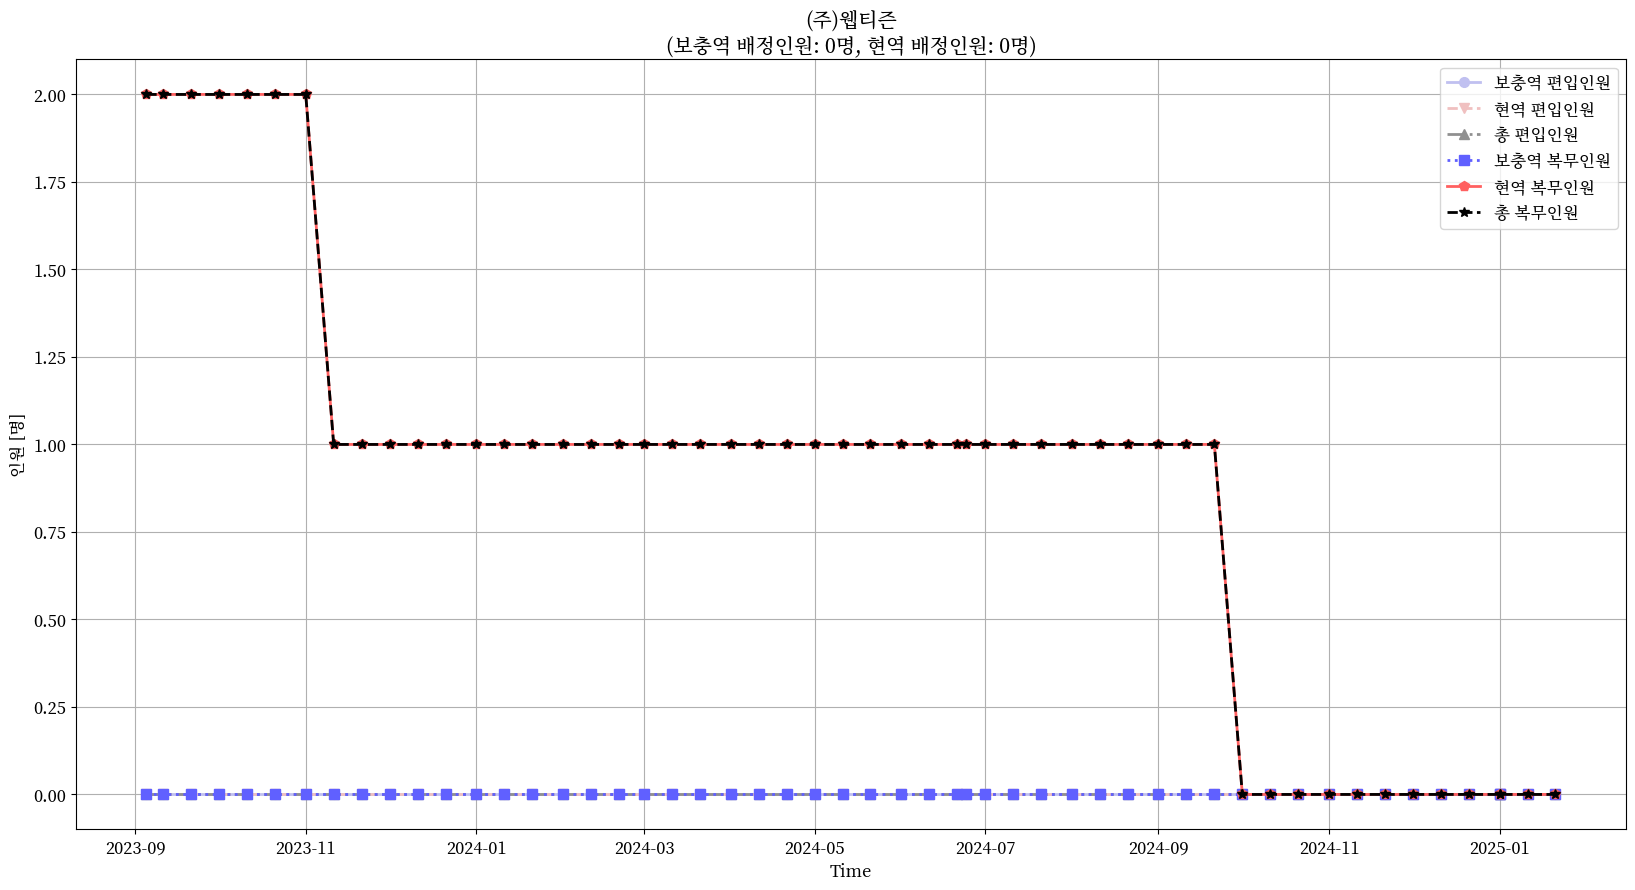 (주)웹티즌
(보충역 배정인원: 0명, 현역 배정인원: 0명)
보충역 편입인원
현역 편입인원
총 편입인원
보충역 복무인원
현역 복무인원
총 복무인원
2.00
1.75
1.50
1.25
1.00
0.75
0.50
0.25
0.00
인원 [명]
2023-09
2023-11
2024-01
2024-03
2024-05
2024-07
2024-09
2024-11
2025-01
Time